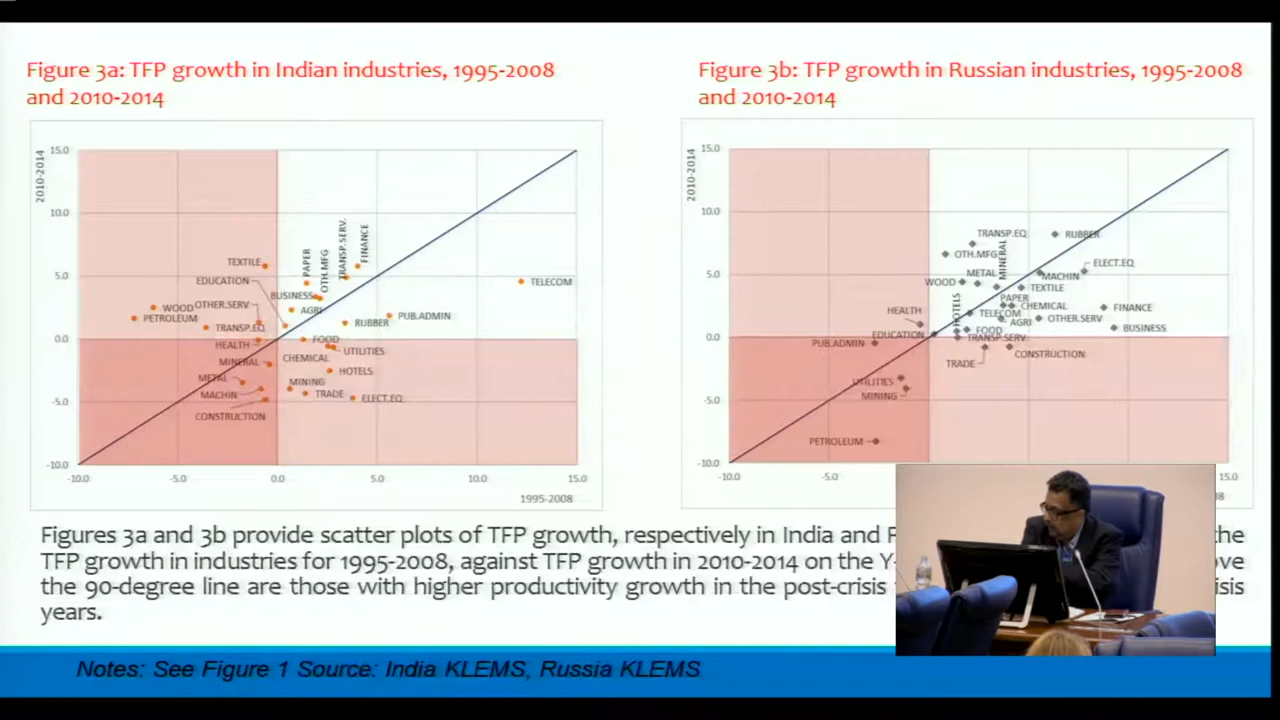 Figure 3a: TFP growth in Indian industries, 1995-2008
and 2010-2014
2010-2014
15.0
10.0
5.0
0.0
-5.0
-10.0
TEXTILE
EDUCATION
PAPER
OTH.MFG
TRANSP.SERV.
FINANCE
TELECOM
BUSINESS
OTHER.SERV
WOOD
AGRI
PETROLEUM
PUB.ADMIN
TRANSP.EQ
RUBBER
HEALTH
FOOD
UTILITIES
CHEMICAL
MINERAL
HOTELS
METAL
MINING
MACHIN
TRADE
ELECT.EQ
CONSTRUCTION
-10.0 -5.0 0.0 5.0 10.0 15.0
1995-2008
Figure 3b: TFP growth in Russian industries, 1995-2008
and 2010-2014
2010-2014
15.0
10.0
5.0
0.0
-5.0
-10.0
TRANSP.EQ
RUBBER
OTH.MFG
MINERAL
ELECT.EQ
METAL
MACHIN
WOOD
TEXTILE
HOTELS
PAPER
CHEMICAL
FINANCE
HEALTH
TELECOM
OTHER.SERV
AGRI
BUSINESS
FOOD
EDUCATION
TRANSP.SERV.
PUB.ADMIN
CONSTRUCTION
TRADE
UTILITIES
MINING
PETROLEUM
-10.0 -5.0 15.0
Figures 3a and 3b provide scatter plots of TFP growth, respectively in India and the
TFP growth in industries for 1995-2008, against TFP growth in 2010-2014 on the
the 90-degree line are those with higher productivity growth in the post-crisis
years.
Notes: See Figure 1 Source: India KLEMS, Russia KLEMS